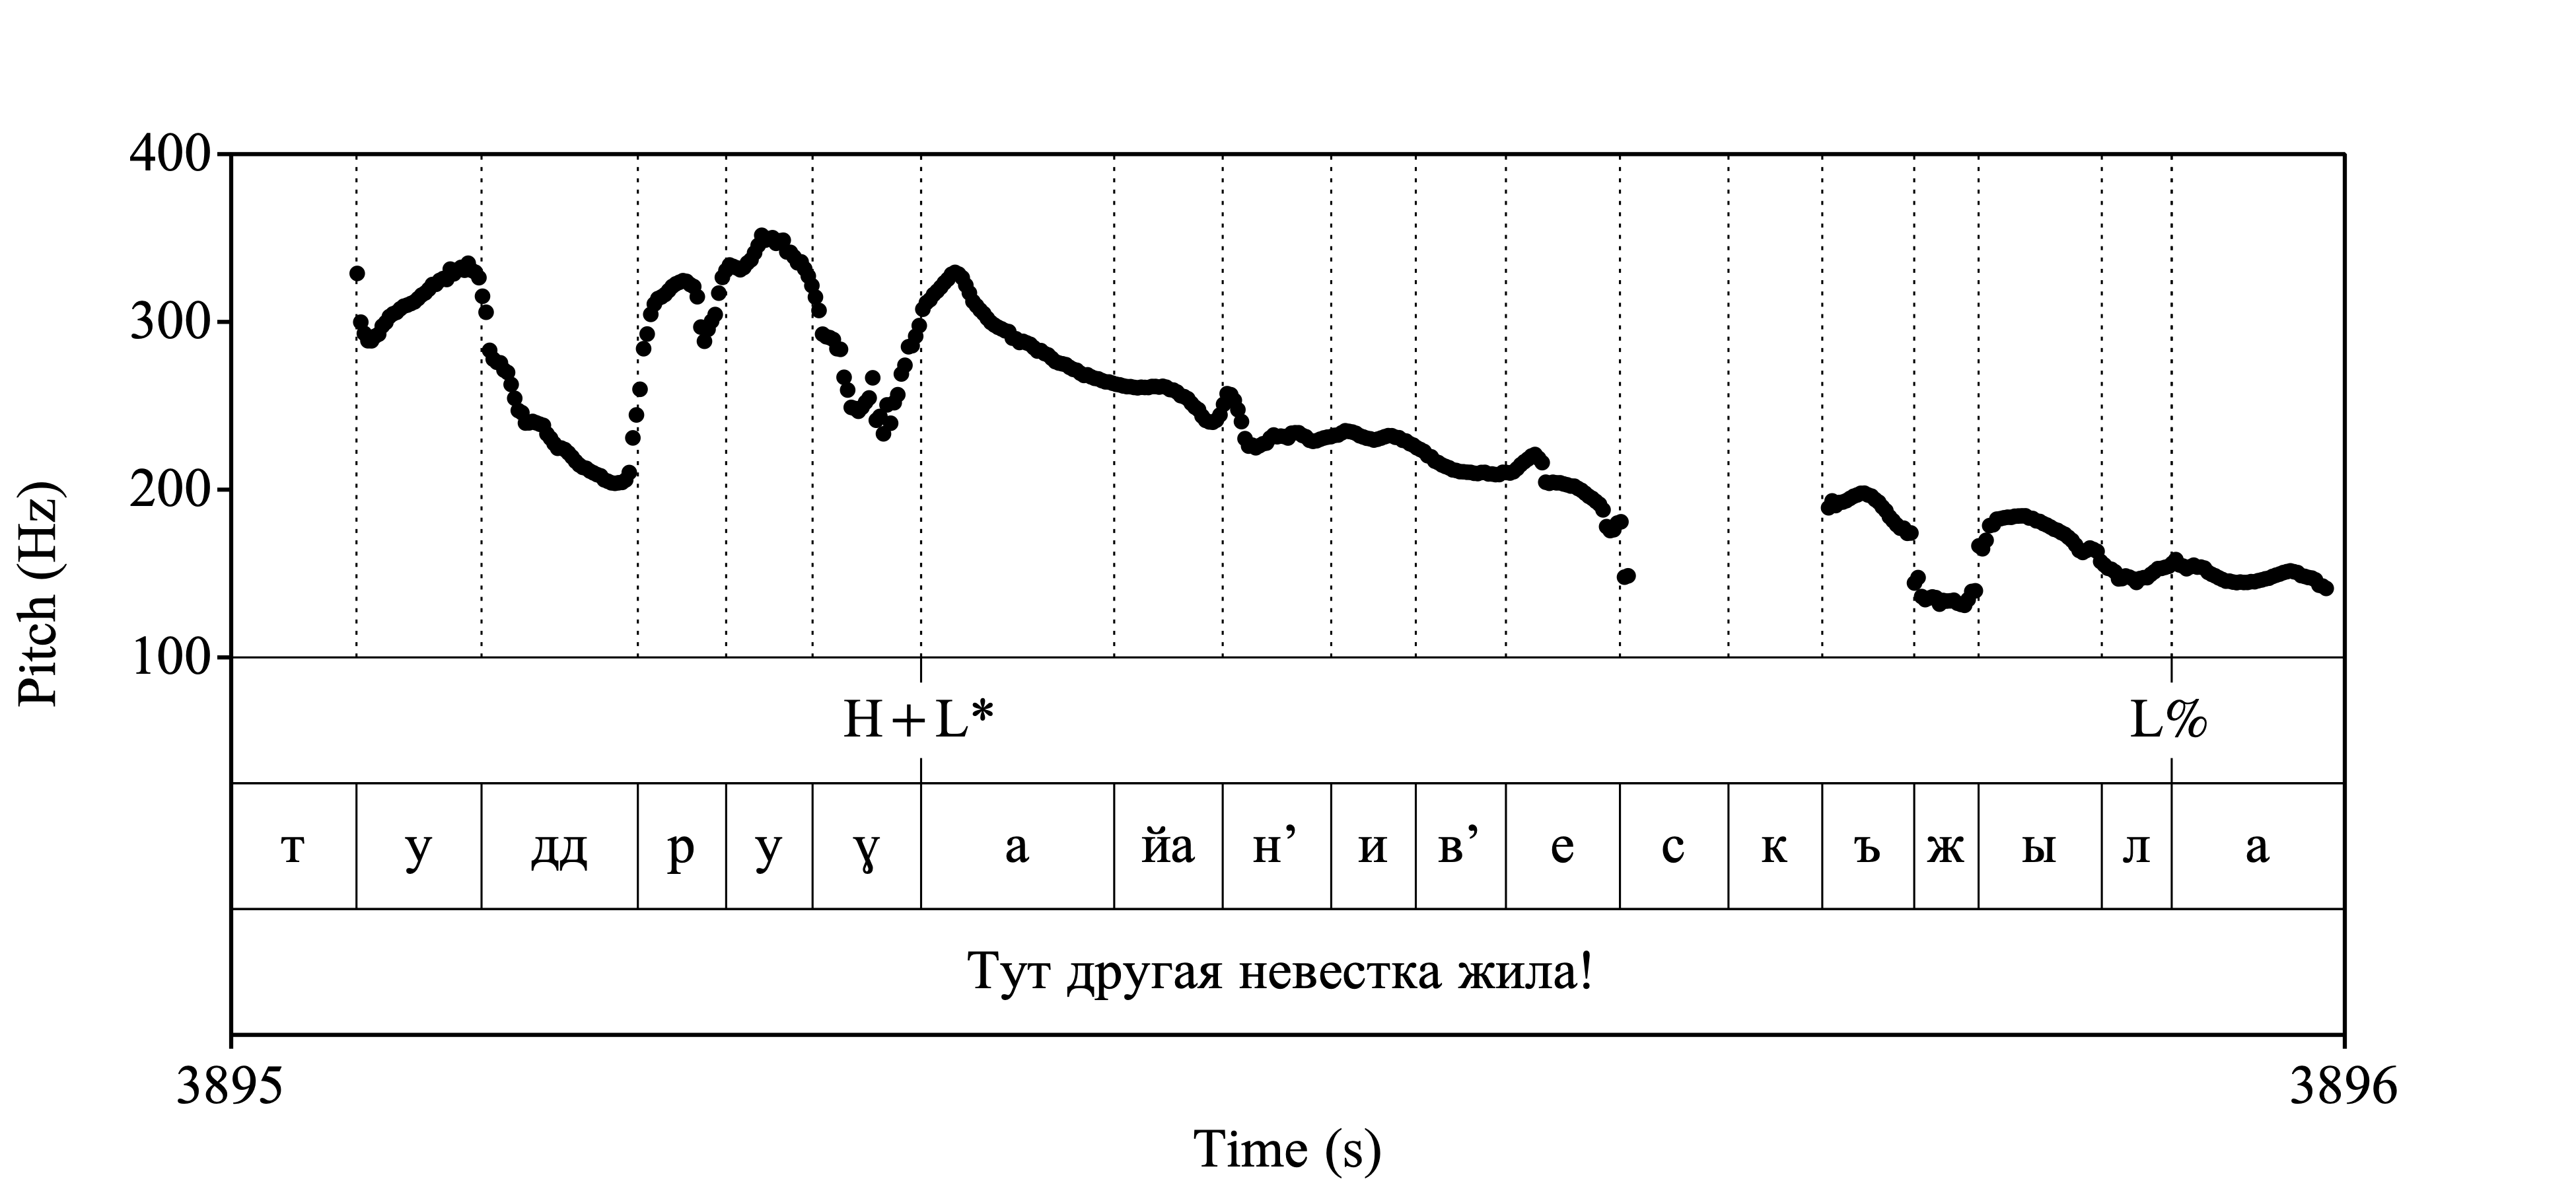 400
300
200
100
Pitch (Hz)
H+L* L%
т у дд р у ɣ а йа н’ и в’ е с к ъ ж ы л а
Тут другая невестка жила!
3895 3896
Time (s)